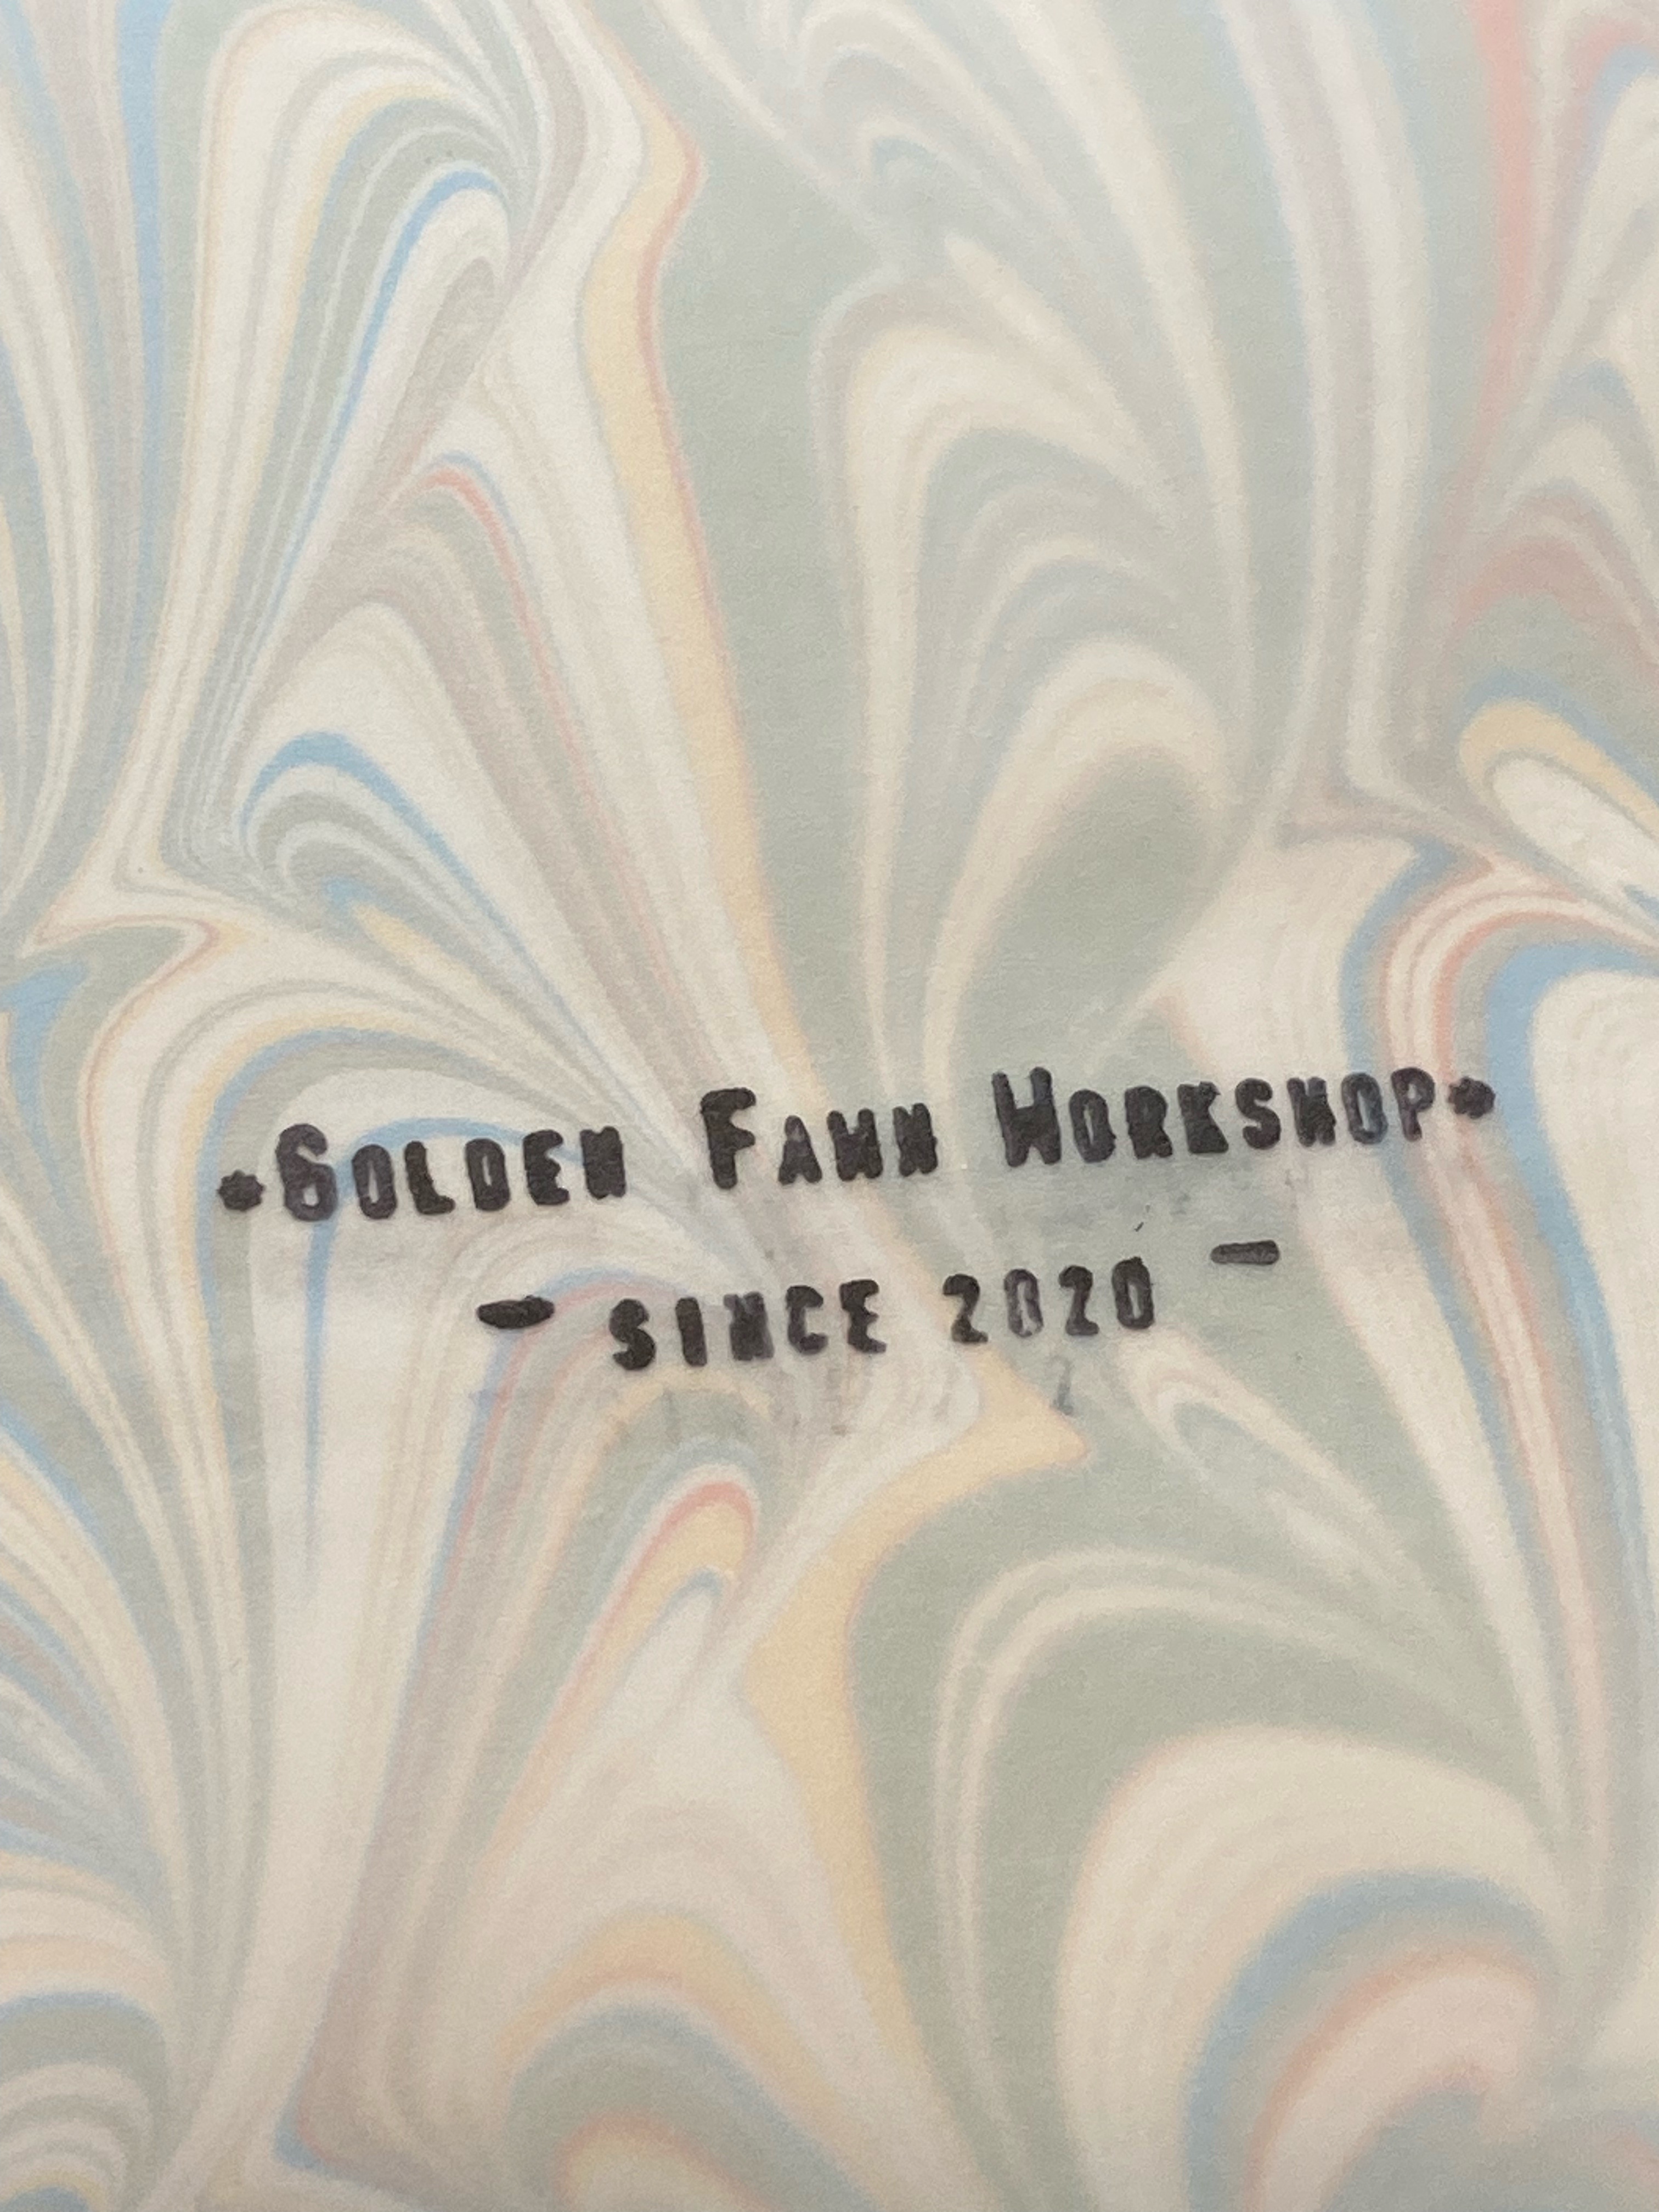 •GOLDEN FAWN WORKSHOP•
- SINCE 2020 -